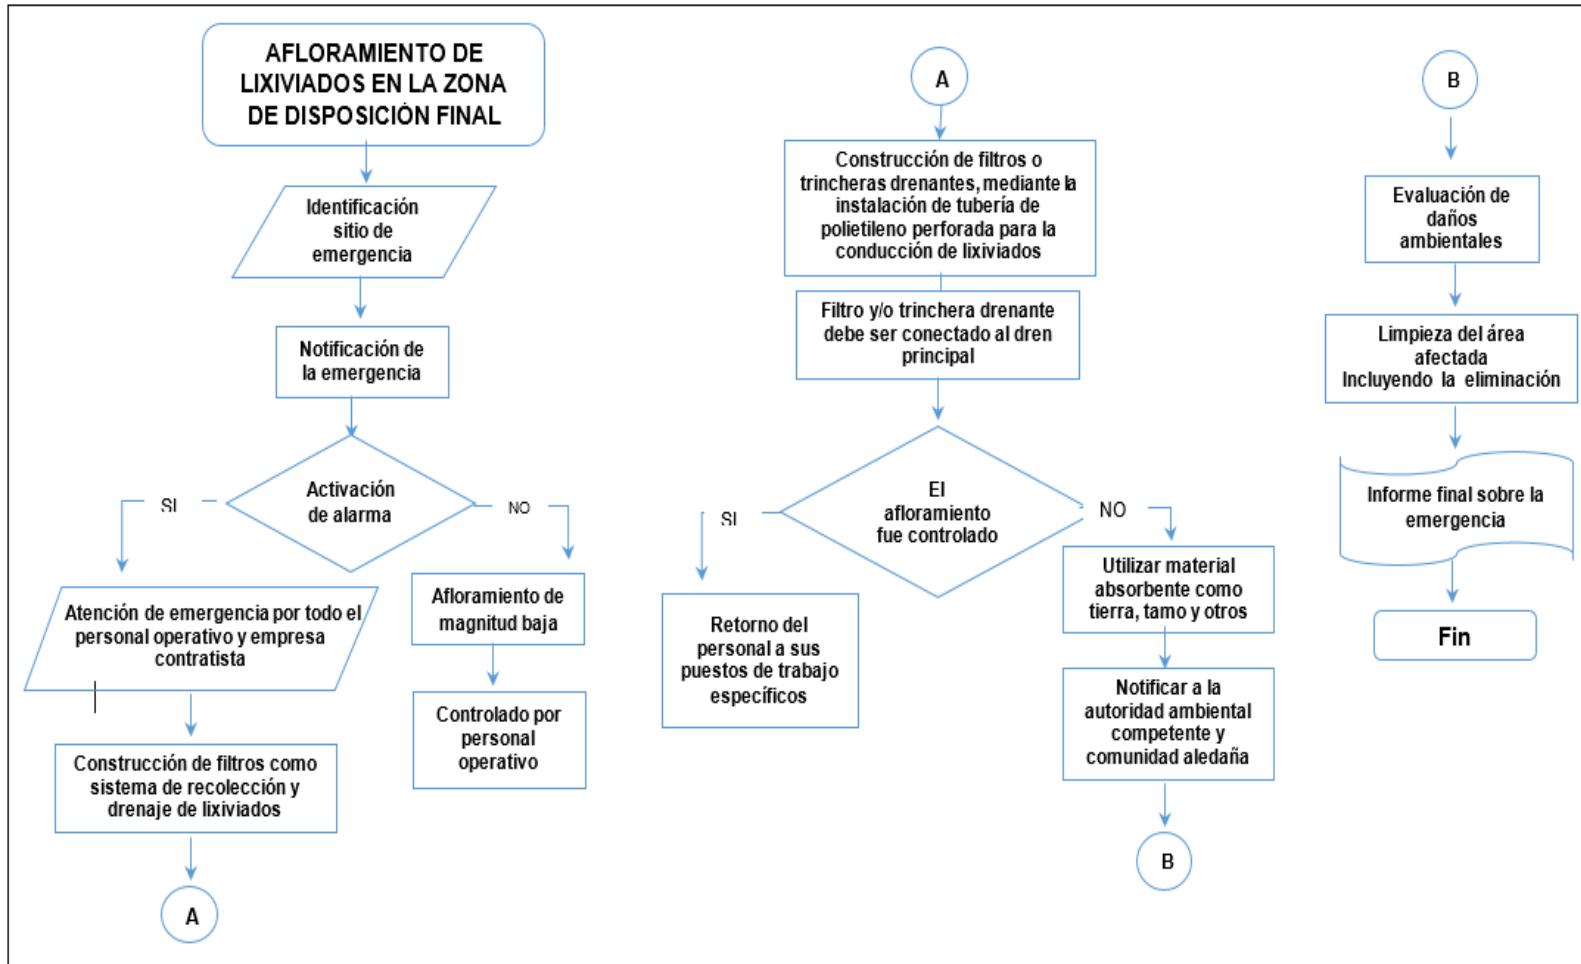 AFLORAMIENTO DE
LIXIVIADOS EN LA ZONA
DE DISPOSICIÓN FINAL
Identificación
sitio de
emergencia
Notificación de
la emergencia
Activación
de alarma
SI
NO
Atención de emergencia por todo el
personal operativo y empresa
contratista
Afloramiento de
magnitud baja
Controlado por
personal
operativo
Construcción de filtros como
sistema de recolección y
drenaje de lixiviados
A
A
Construcción de filtros o
trincheras drenantes, mediante la
instalación de tubería de
polietileno perforada para la
conducción de lixiviados
Filtro y/o trinchera drenante
debe ser conectado al dren
principal
El
afloramiento
fue controlado
SI
NO
Retorno del
personal a sus
puestos de trabajo
específicos
Utilizar material
absorbente como
tierra, tamo y otros
Notificar a la
autoridad ambiental
competente y
comunidad aledaña
B
B
Evaluación de
daños
ambientales
Limpieza del área
afectada
Incluyendo la eliminación
Informe final sobre la
emergencia
Fin